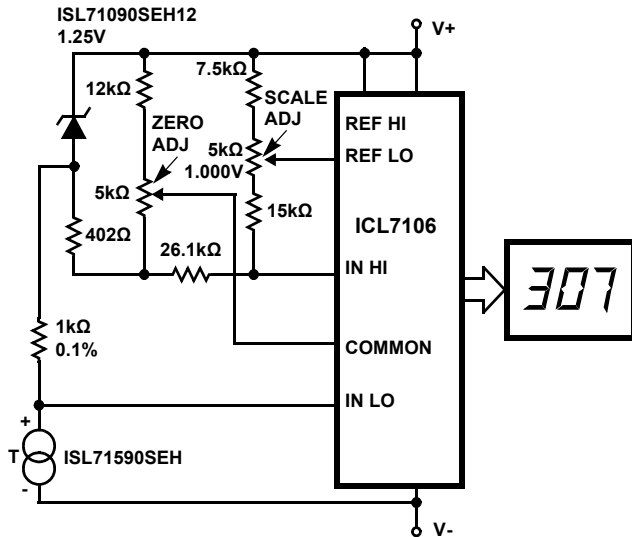 ISL71090SEH12
1.25V
V+
12kΩ
7.5kΩ
ZERO
ADJ
SCALE
ADJ
REF HI
REF LO
5kΩ
1.000V
5kΩ
15kΩ
ICL7106
402Ω
26.1kΩ
IN HI
307
1kΩ
0.1%
COMMON
IN LO
+
T
ISL71590SEH
-
V-